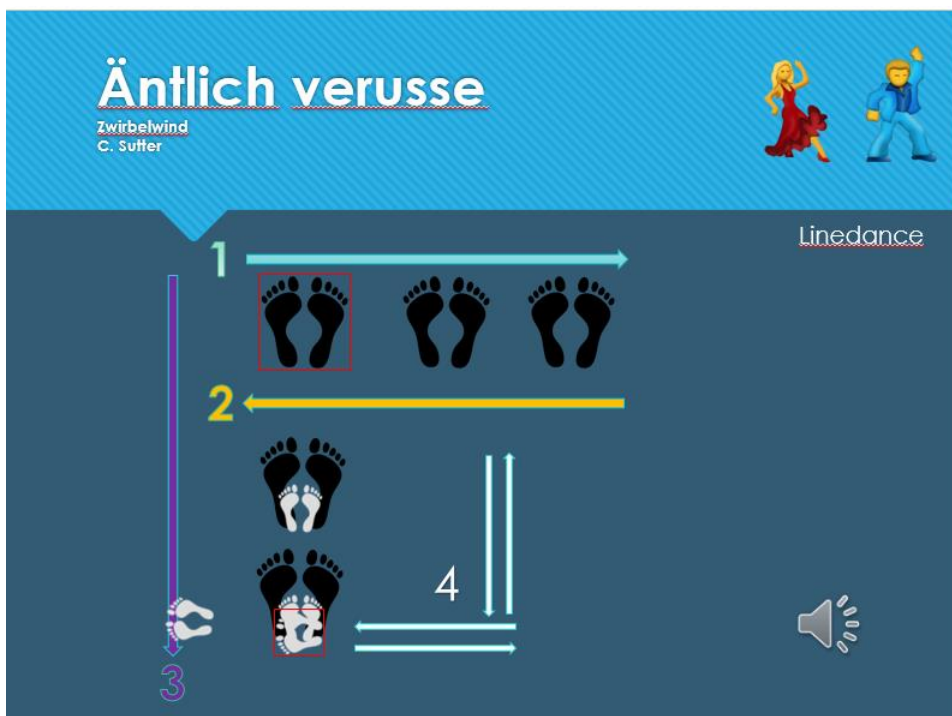 Äntlich verusse
Zwirbelwind
C. Sutter
Linedance
1
2
4
3